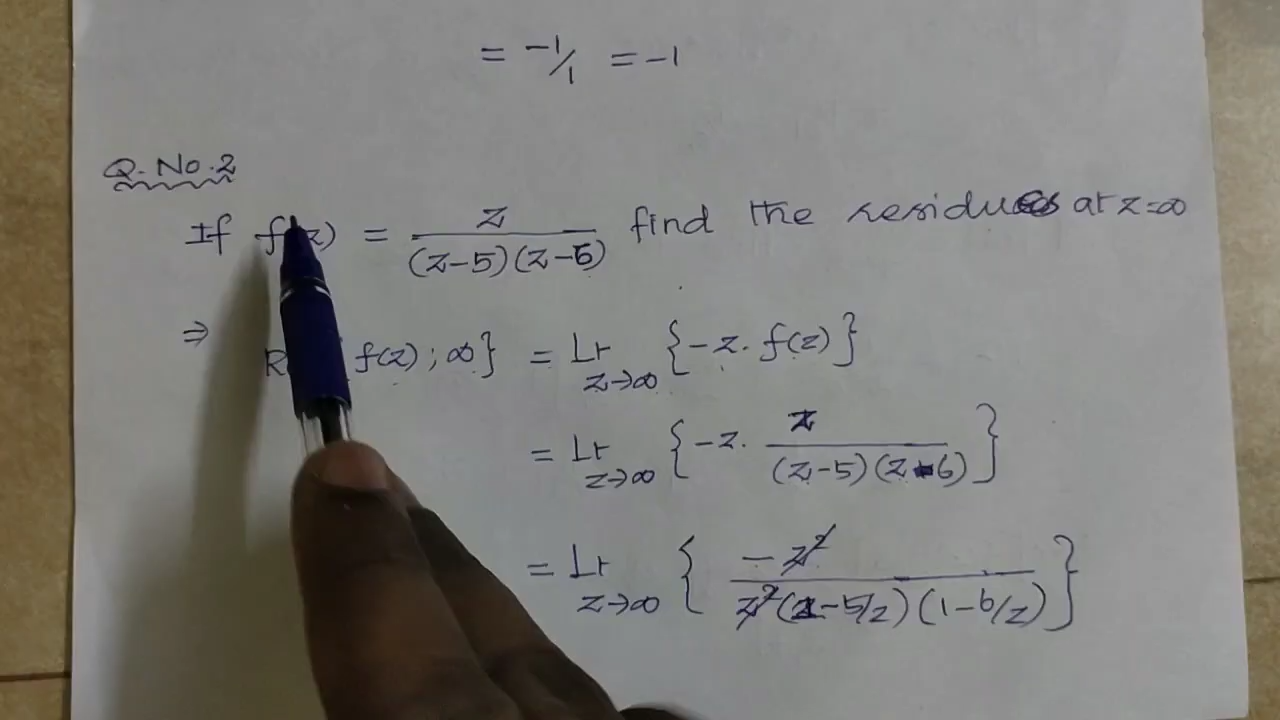 = -1/1 = -1
Q. No. 2
If f(z) = z / (z-5)(z-6) find the residues at z=∞
⇒ f(z) ; ∞} = Lt z→∞ {-z. f(z)}
= Lt z→∞ {-z. z / (z-5)(z-6)}
= Lt z→∞ { -z² / z²(1-5/z)(1-6/z) }